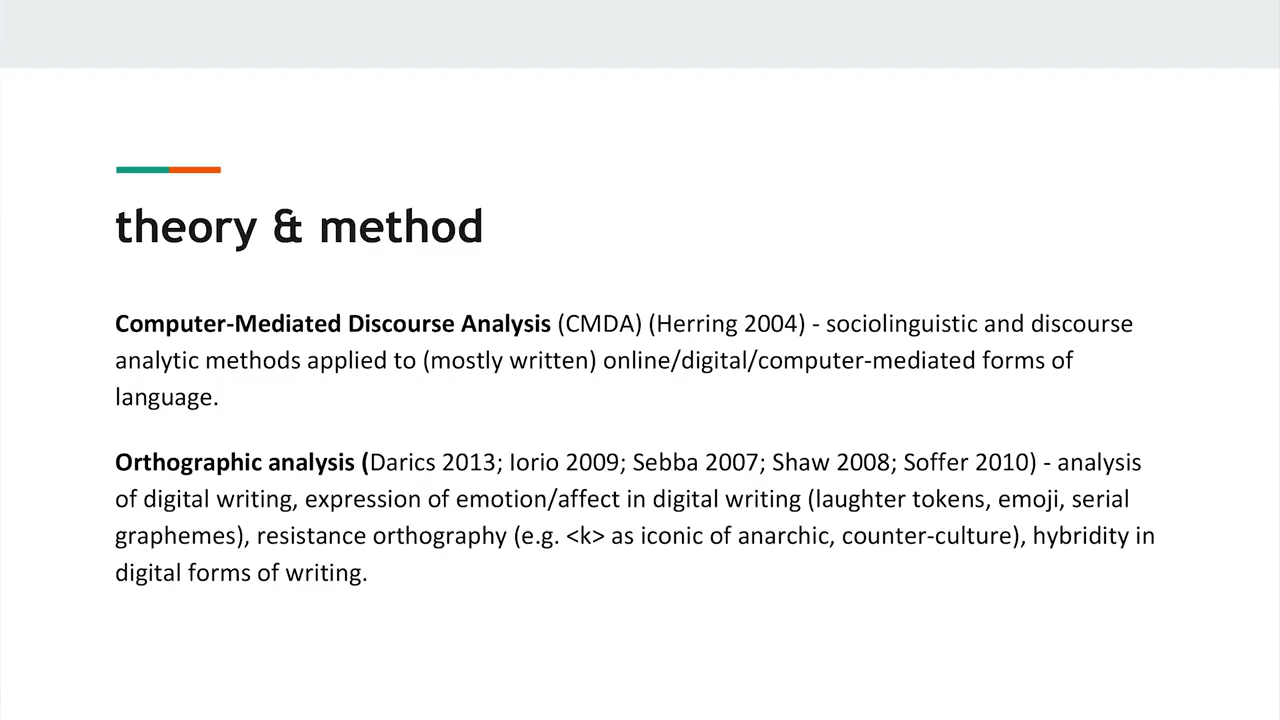 theory & method
Computer-Mediated Discourse Analysis (CMDA) (Herring 2004) - sociolinguistic and discourse
analytic methods applied to (mostly written) online/digital/computer-mediated forms of
language.
Orthographic analysis (Darics 2013; Iorio 2009; Sebba 2007; Shaw 2008; Soffer 2010) - analysis
of digital writing, expression of emotion/affect in digital writing (laughter tokens, emoji, serial
graphemes), resistance orthography (e.g. <k> as iconic of anarchic, counter-culture), hybridity in
digital forms of writing.